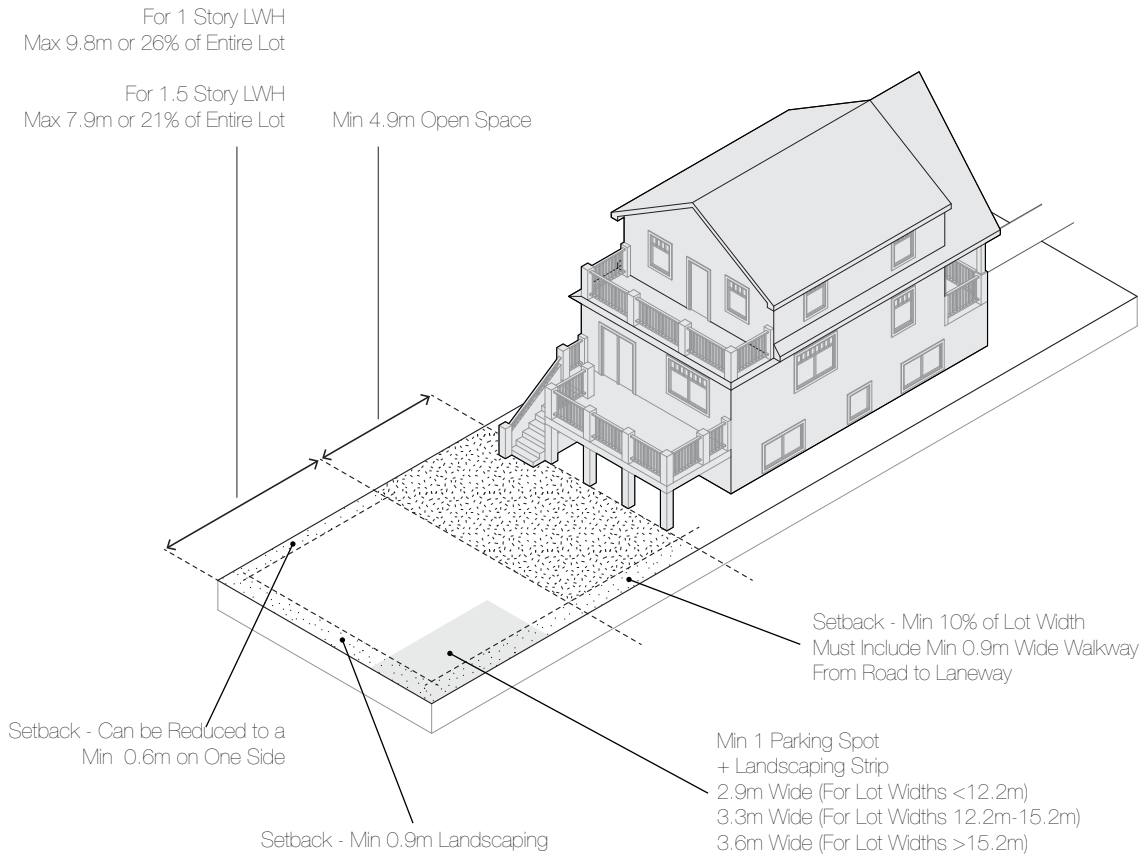 For 1 Story LWH
Max 9.8m or 26% of Entire Lot
For 1.5 Story LWH
Max 7.9m or 21% of Entire Lot
Min 4.9m Open Space
Setback - Min 10% of Lot Width
Must Include Min 0.9m Wide Walkway
From Road to Laneway
Setback - Can be Reduced to a
Min 0.6m on One Side
Min 1 Parking Spot
+ Landscaping Strip
2.9m Wide (For Lot Widths <12.2m)
3.3m Wide (For Lot Widths 12.2m-15.2m)
3.6m Wide (For Lot Widths >15.2m)
Setback - Min 0.9m Landscaping